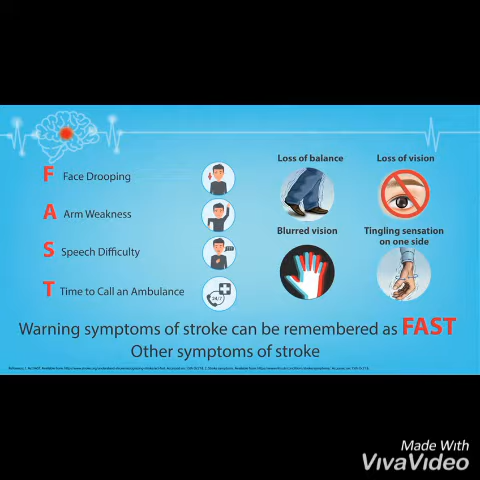 F Face Drooping
A Arm Weakness
S Speech Difficulty
T Time to Call an Ambulance
24/7
Loss of balance
Loss of vision
Blurred vision
Tingling sensation
on one side
Warning symptoms of stroke can be remembered as FAST
Other symptoms of stroke
Made With
VivaVideo